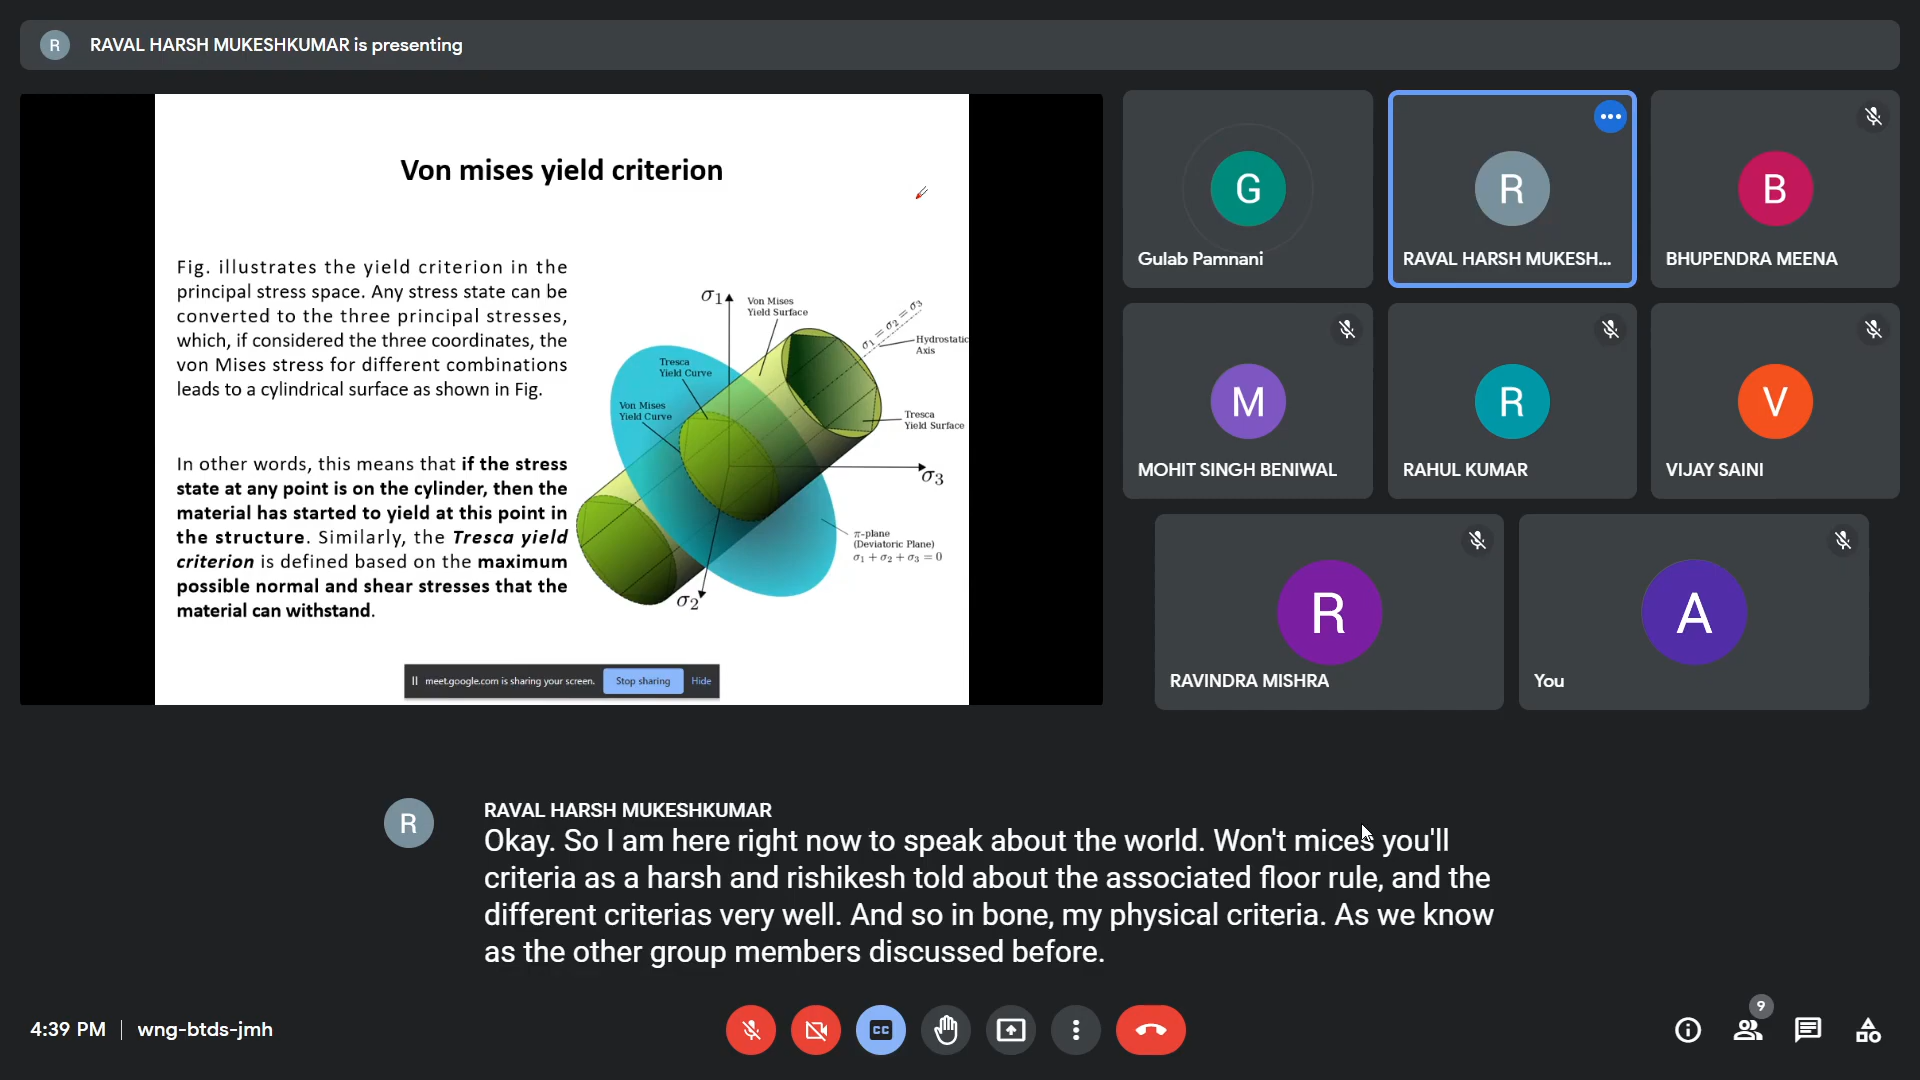 R RAVAL HARSH MUKESHKUMAR is presenting
Von mises yield criterion
Fig. illustrates the yield criterion in the
principal stress space. Any stress state can be
converted to the three principal stresses,
which, if considered the three coordinates, the
von Mises stress for different combinations
leads to a cylindrical surface as shown in Fig.
In other words, this means that if the stress
state at any point is on the cylinder, then the
material has started to yield at this point in
the structure. Similarly, the Tresca yield
criterion is defined based on the maximum
possible normal and shear stresses that the
material can withstand.
σ1
Von Mises
Yield Surface
σ1 = σ2 = σ3
Hydrostatic
Axis
Tresca
Yield Curve
Von Mises
Yield Curve
Tresca
Yield Surface
σ3
π-plane
(Deviatoric Plane)
σ1 + σ2 + σ3 = 0
σ2
meet.google.com is sharing your screen. Stop sharing Hide
G
Gulab Pamnani
R
RAVAL HARSH MUKESH...
B
BHUPENDRA MEENA
M
MOHIT SINGH BENIWAL
R
RAHUL KUMAR
V
VIJAY SAINI
R
RAVINDRA MISHRA
A
You
R
RAVAL HARSH MUKESHKUMAR
Okay. So I am here right now to speak about the world. Won't mices you'll
criteria as a harsh and rishikesh told about the associated floor rule, and the
different criterias very well. And so in bone, my physical criteria. As we know
as the other group members discussed before.
4:39 PM | wng-btds-jmh
CC
9